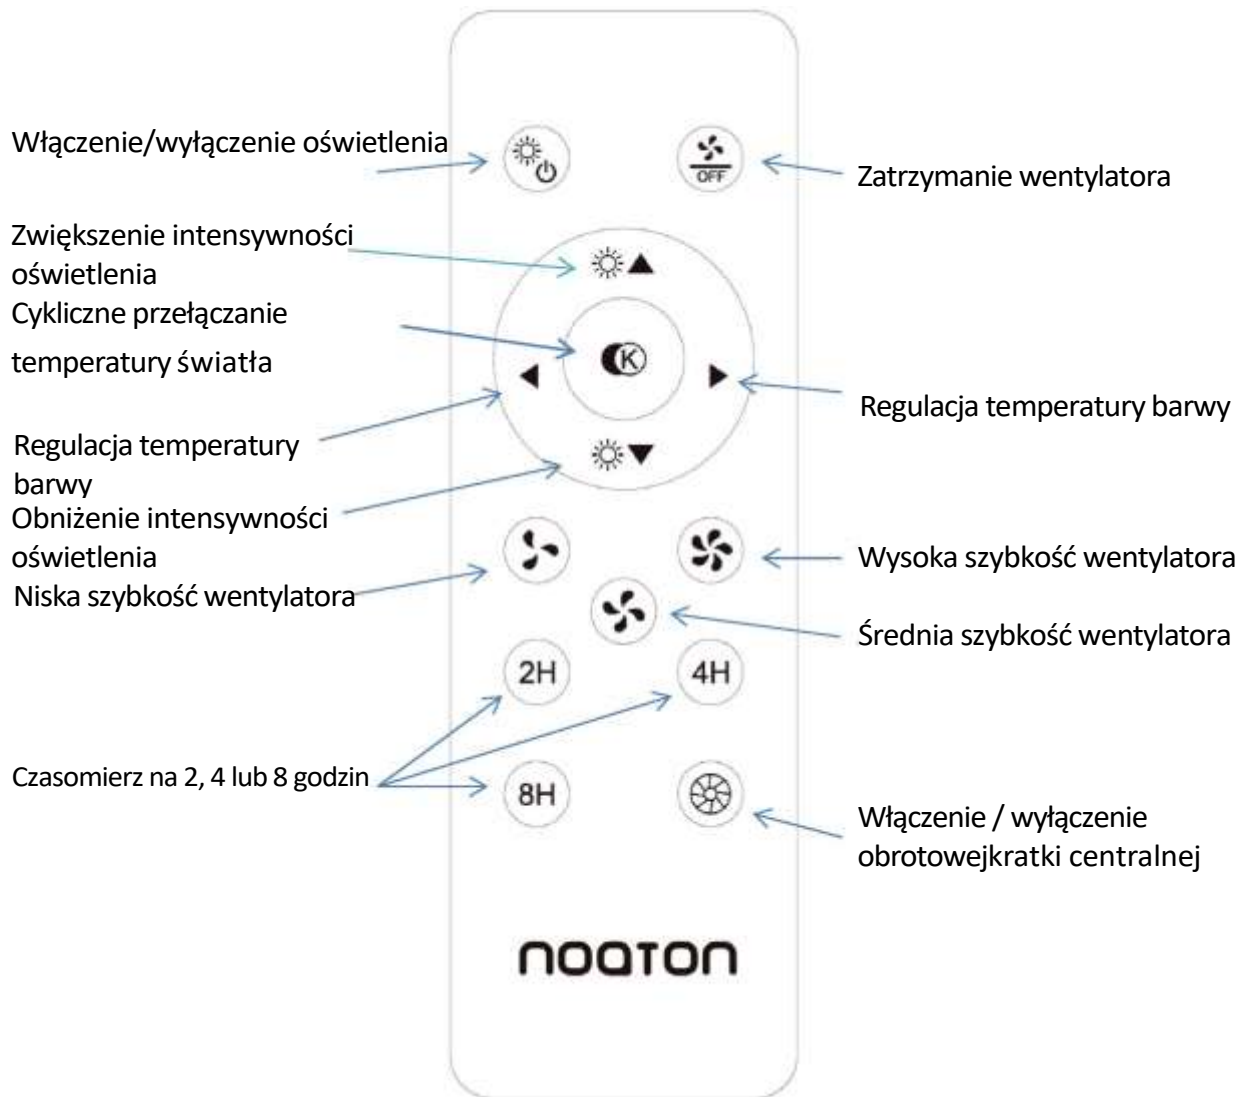 Włączenie/wyłączenie oświetlenia
OFF
Zatrzymanie wentylatora
Zwiększenie intensywności
oświetlenia
Cykliczne przełączanie
temperatury światła
K
Regulacja temperatury barwy
Regulacja temperatury
barwy
Obniżenie intensywności
oświetlenia
Niska szybkość wentylatora
Wysoka szybkość wentylatora
Średnia szybkość wentylatora
2H
4H
Czasomierz na 2, 4 lub 8 godzin
8H
Włączenie / wyłączenie
obrotowejkratki centralnej
noaton